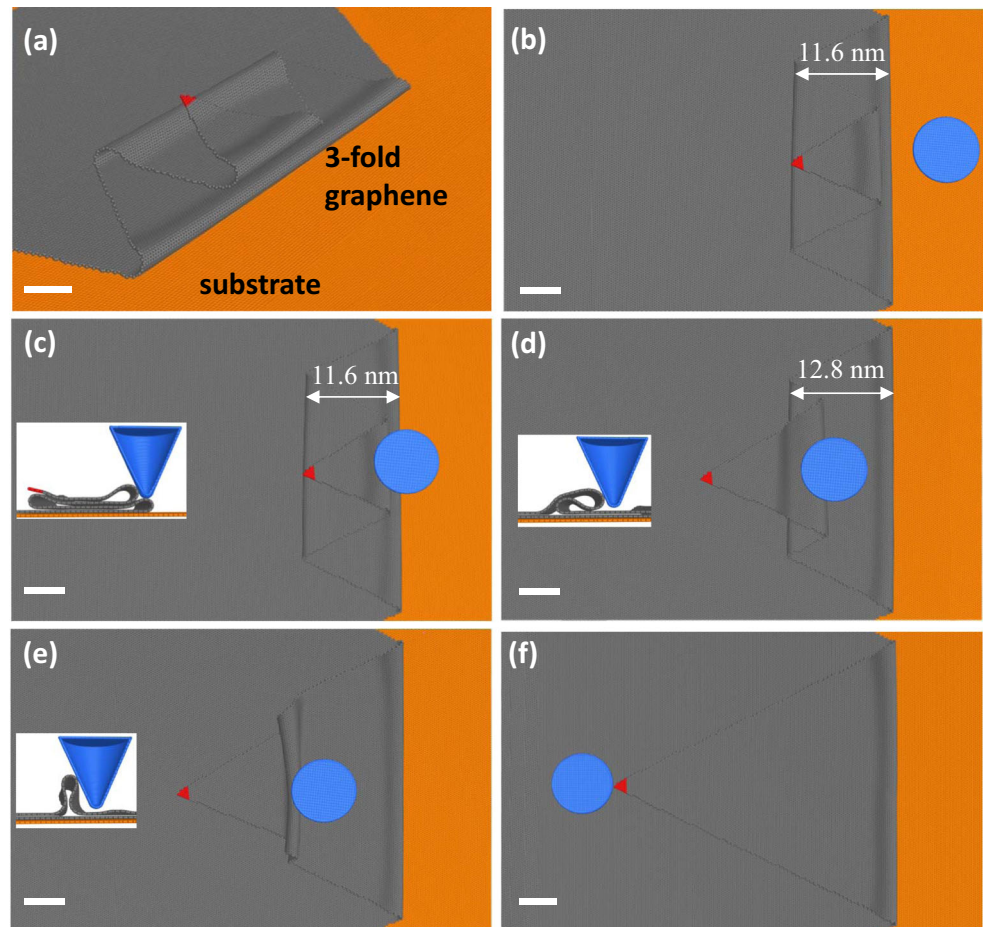 (a)
3-fold
graphene
substrate
(b)
11.6 nm
(c)
11.6 nm
(d)
12.8 nm
(e)
(f)